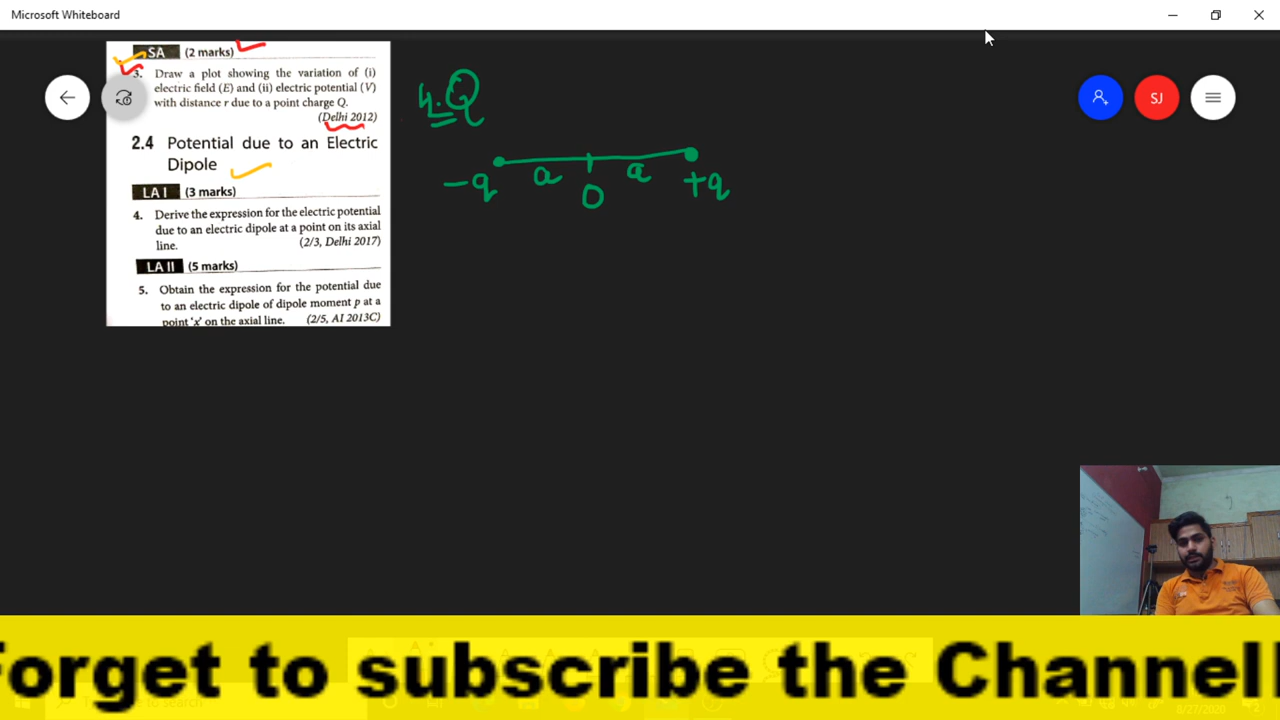 Microsoft Whiteboard
SA (2 marks)
3. Draw a plot showing the variation of (i)
electric field (E) and (ii) electric potential (V)
with distance r due to a point charge Q.
(Delhi 2012)
2.4 Potential due to an Electric
Dipole
LA I (3 marks)
4. Derive the expression for the electric potential
due to an electric dipole at a point on its axial
line. (2/3, Delhi 2017)
LA II (5 marks)
5. Obtain the expression for the potential due
to an electric dipole of dipole moment p at a
point 'x' on the axial line. (2/5, AI 2013C)
4. Q
-q a O a +q
SJ
Forget to subscribe the Channel!
8/27/2020